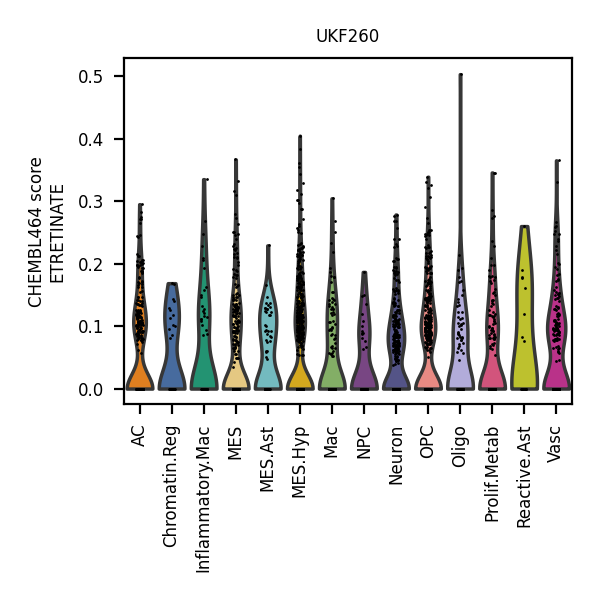 UKF260
CHEMBL464 score
ETRETINATE
0.5
0.4
0.3
0.2
0.1
0.0
AC
Chromatin.Reg
Inflammatory.Mac
MES
MES.Ast
MES.Hyp
Mac
NPC
Neuron
OPC
Oligo
Prolif.Metab
Reactive.Ast
Vasc